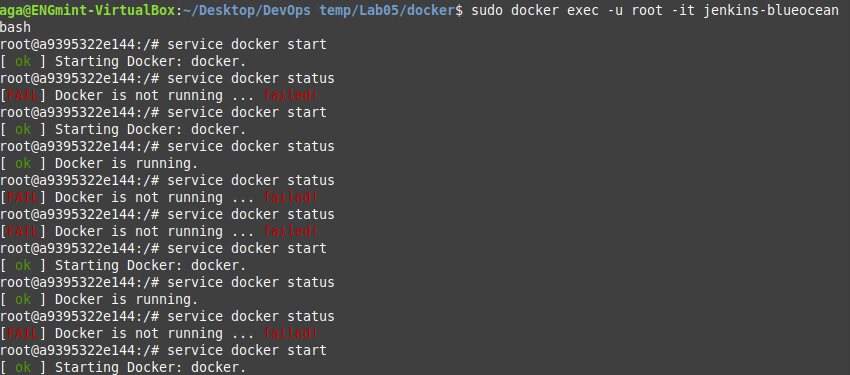 aga@ENGmint-VirtualBox:~/Desktop/DevOps temp/Lab05/docker$ sudo docker exec -u root -it jenkins-blueocean
bash
root@a9395322e144:/# service docker start
[ ok ] Starting Docker: docker.
root@a9395322e144:/# service docker status
[FAIL] Docker is not running ... failed!
root@a9395322e144:/# service docker start
[ ok ] Starting Docker: docker.
root@a9395322e144:/# service docker status
[ ok ] Docker is running.
root@a9395322e144:/# service docker status
[FAIL] Docker is not running ... failed!
root@a9395322e144:/# service docker status
[FAIL] Docker is not running ... failed!
root@a9395322e144:/# service docker start
[ ok ] Starting Docker: docker.
root@a9395322e144:/# service docker status
[ ok ] Docker is running.
root@a9395322e144:/# service docker status
[FAIL] Docker is not running ... failed!
root@a9395322e144:/# service docker start
[ ok ] Starting Docker: docker.